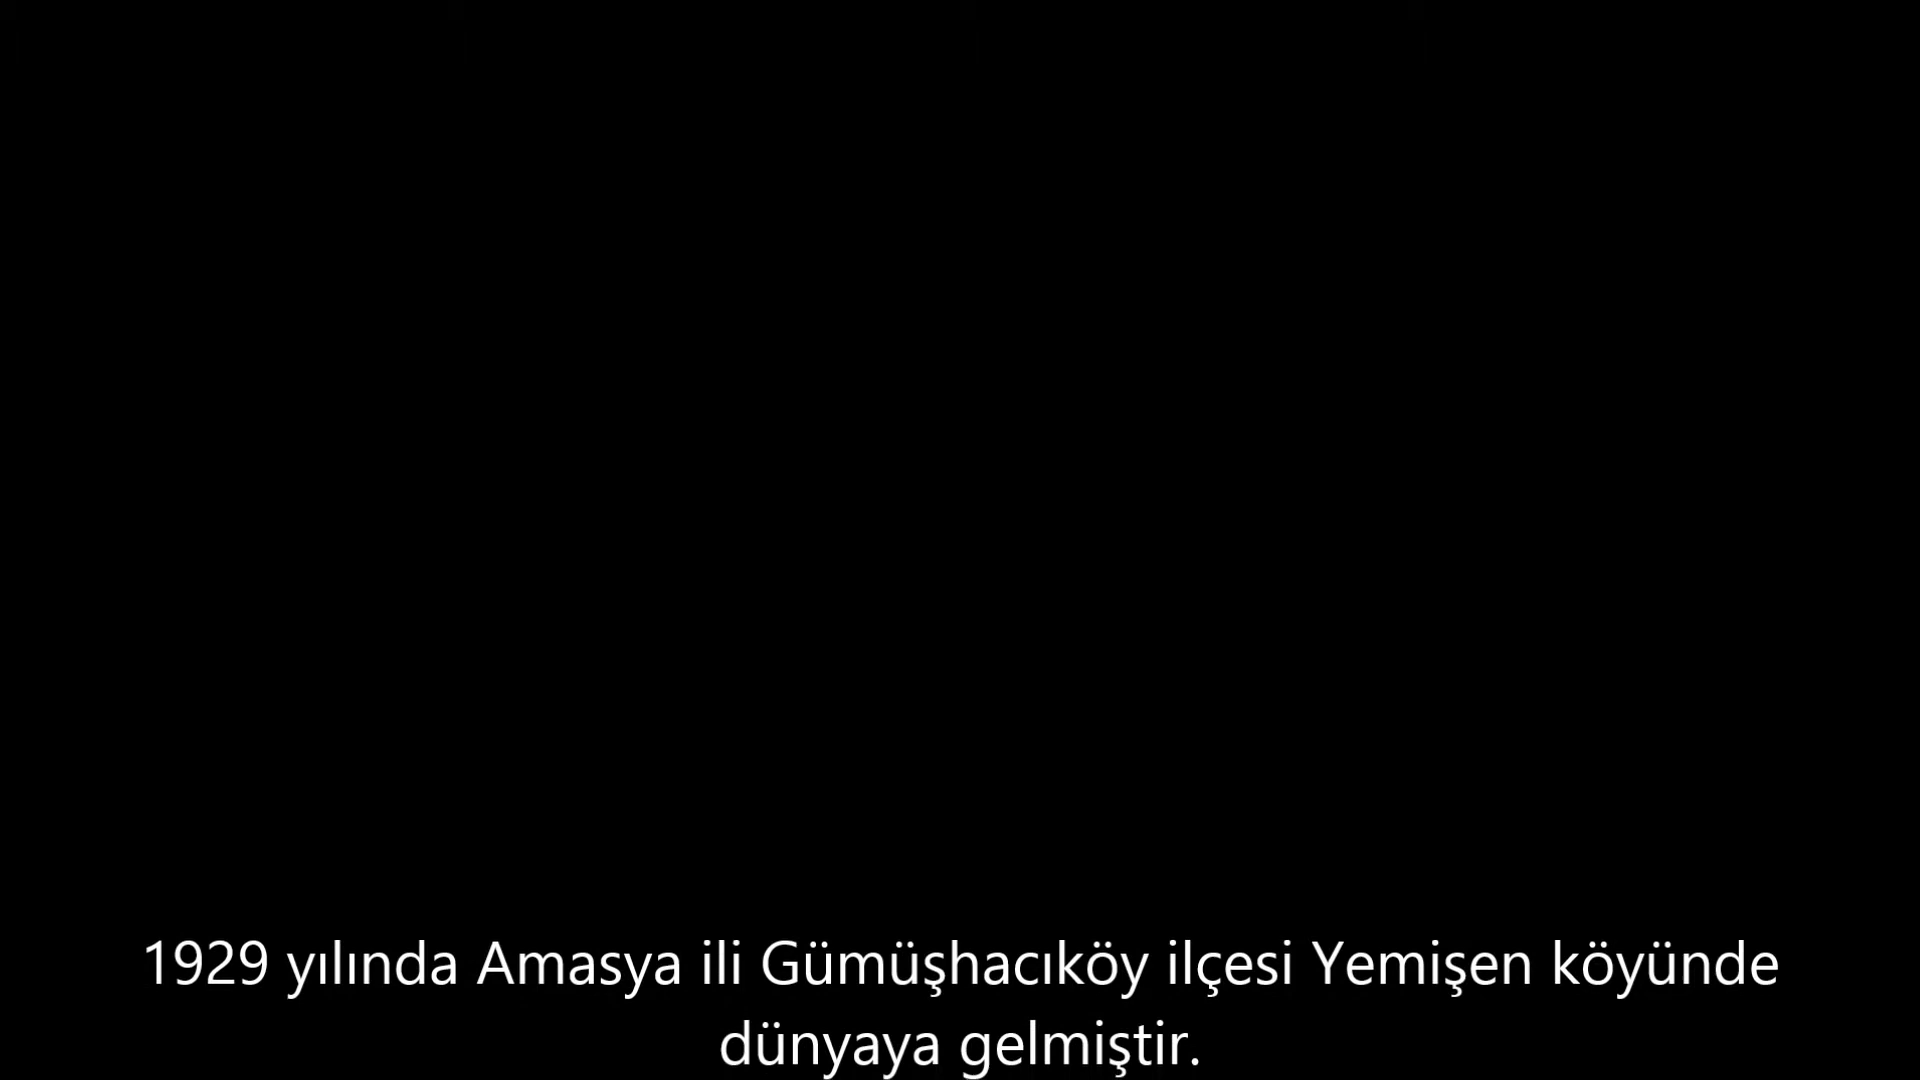 1929 yılında Amasya ili Gümüşhacıköy ilçesi Yemişen köyünde
dünyaya gelmiştir.